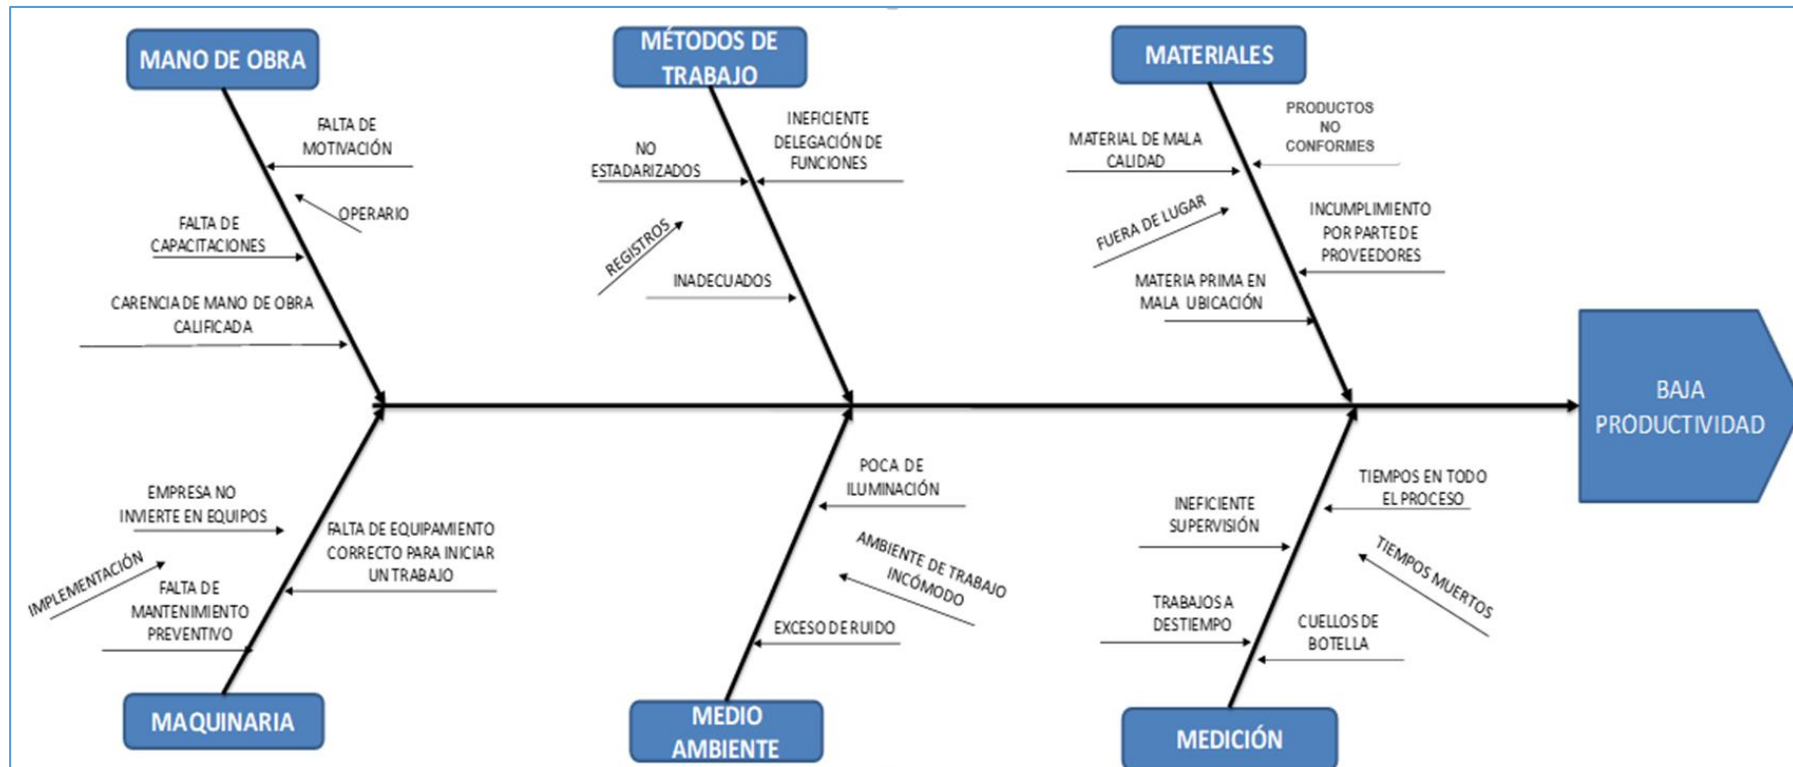 MANO DE OBRA
MÉTODOS DE
TRABAJO
MATERIALES
FALTA DE
MOTIVACIÓN
OPERARIO
FALTA DE
CAPACITACIONES
CARENCIA DE MANO DE OBRA
CALIFICADA
NO
ESTADARIZADOS
INEFICIENTE
DELEGACIÓN DE
FUNCIONES
REGISTROS
INADECUADOS
MATERIAL DE MALA
CALIDAD
PRODUCTOS
NO
CONFORMES
FUERA DE LUGAR
INCUMPLIMIENTO
POR PARTE DE
PROVEEDORES
MATERIA PRIMA EN
MALA UBICACIÓN
BAJA
PRODUCTIVIDAD
EMPRESA NO
INVIERTE EN EQUIPOS
IMPLEMENTACIÓN
FALTA DE
MANTENIMIENTO
PREVENTIVO
FALTA DE EQUIPAMIENTO
CORRECTO PARA INICIAR
UN TRABAJO
POCA DE
ILUMINACIÓN
AMBIENTE DE TRABAJO
INCÓMODO
EXCESO DE RUIDO
INEFICIENTE
SUPERVISIÓN
TIEMPOS EN TODO
EL PROCESO
TIEMPOS MUERTOS
TRABAJOS A
DESTIEMPO
CUELLOS DE
BOTELLA
MAQUINARIA
MEDIO
AMBIENTE
MEDICIÓN